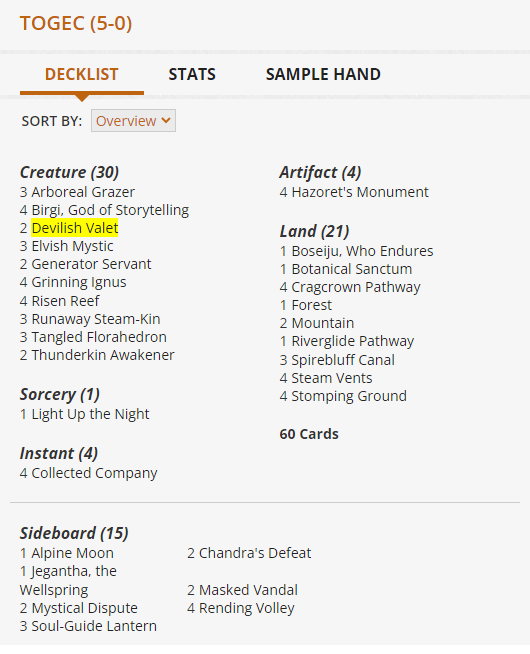 TOGEC (5-0)
DECKLIST STATS SAMPLE HAND
SORT BY: Overview
Creature (30)
3 Arboreal Grazer
4 Birgi, God of Storytelling
2 Devilish Valet
3 Elvish Mystic
2 Generator Servant
4 Grinning Ignus
4 Risen Reef
3 Runaway Steam-Kin
3 Tangled Florahedron
2 Thunderkin Awakener
Sorcery (1)
1 Light Up the Night
Instant (4)
4 Collected Company
Artifact (4)
4 Hazoret's Monument
Land (21)
1 Boseiju, Who Endures
1 Botanical Sanctum
4 Cragcrown Pathway
1 Forest
2 Mountain
1 Riverglide Pathway
3 Spirebluff Canal
4 Steam Vents
4 Stomping Ground
60 Cards
Sideboard (15)
1 Alpine Moon
1 Jegantha, the
Wellspring
2 Mystical Dispute
3 Soul-Guide Lantern
2 Chandra's Defeat
2 Masked Vandal
4 Rending Volley